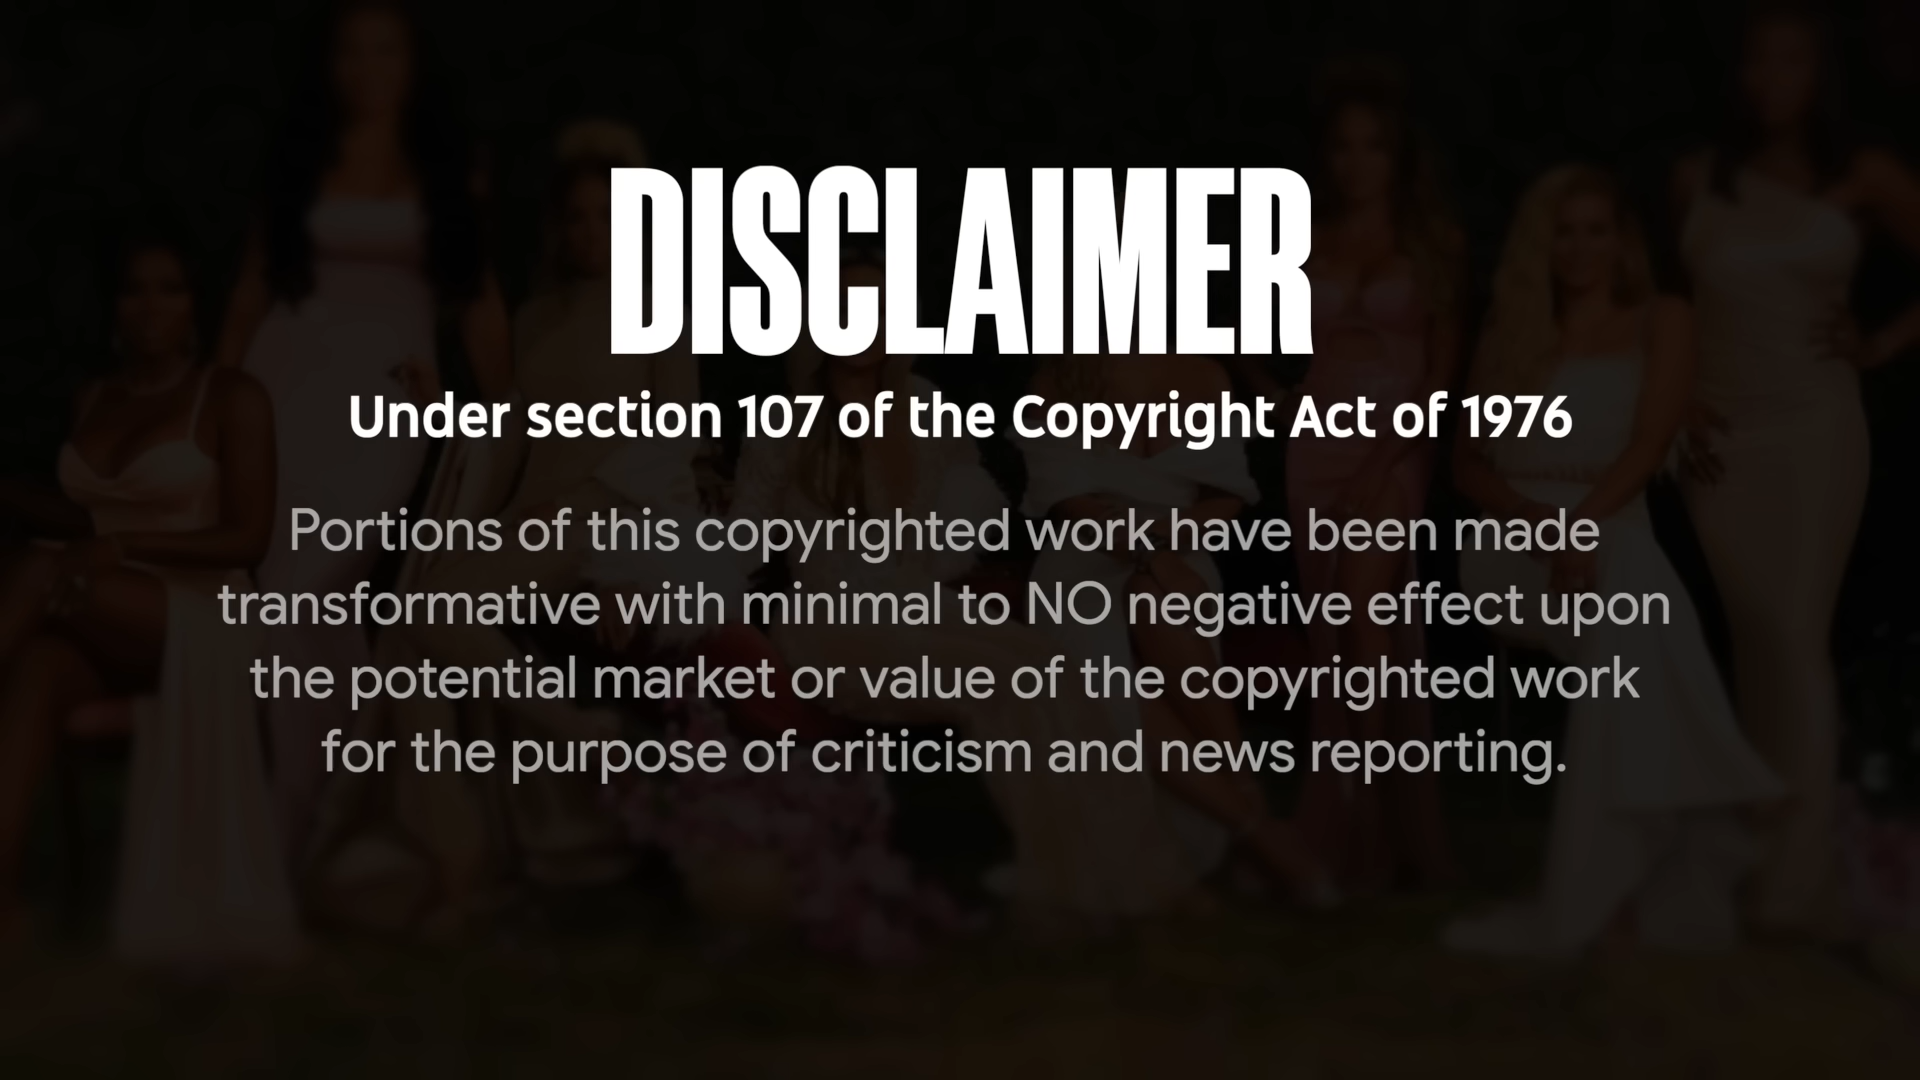 DISCLAIMER
Under section 107 of the Copyright Act of 1976
Portions of this copyrighted work have been made
transformative with minimal to NO negative effect upon
the potential market or value of the copyrighted work
for the purpose of criticism and news reporting.